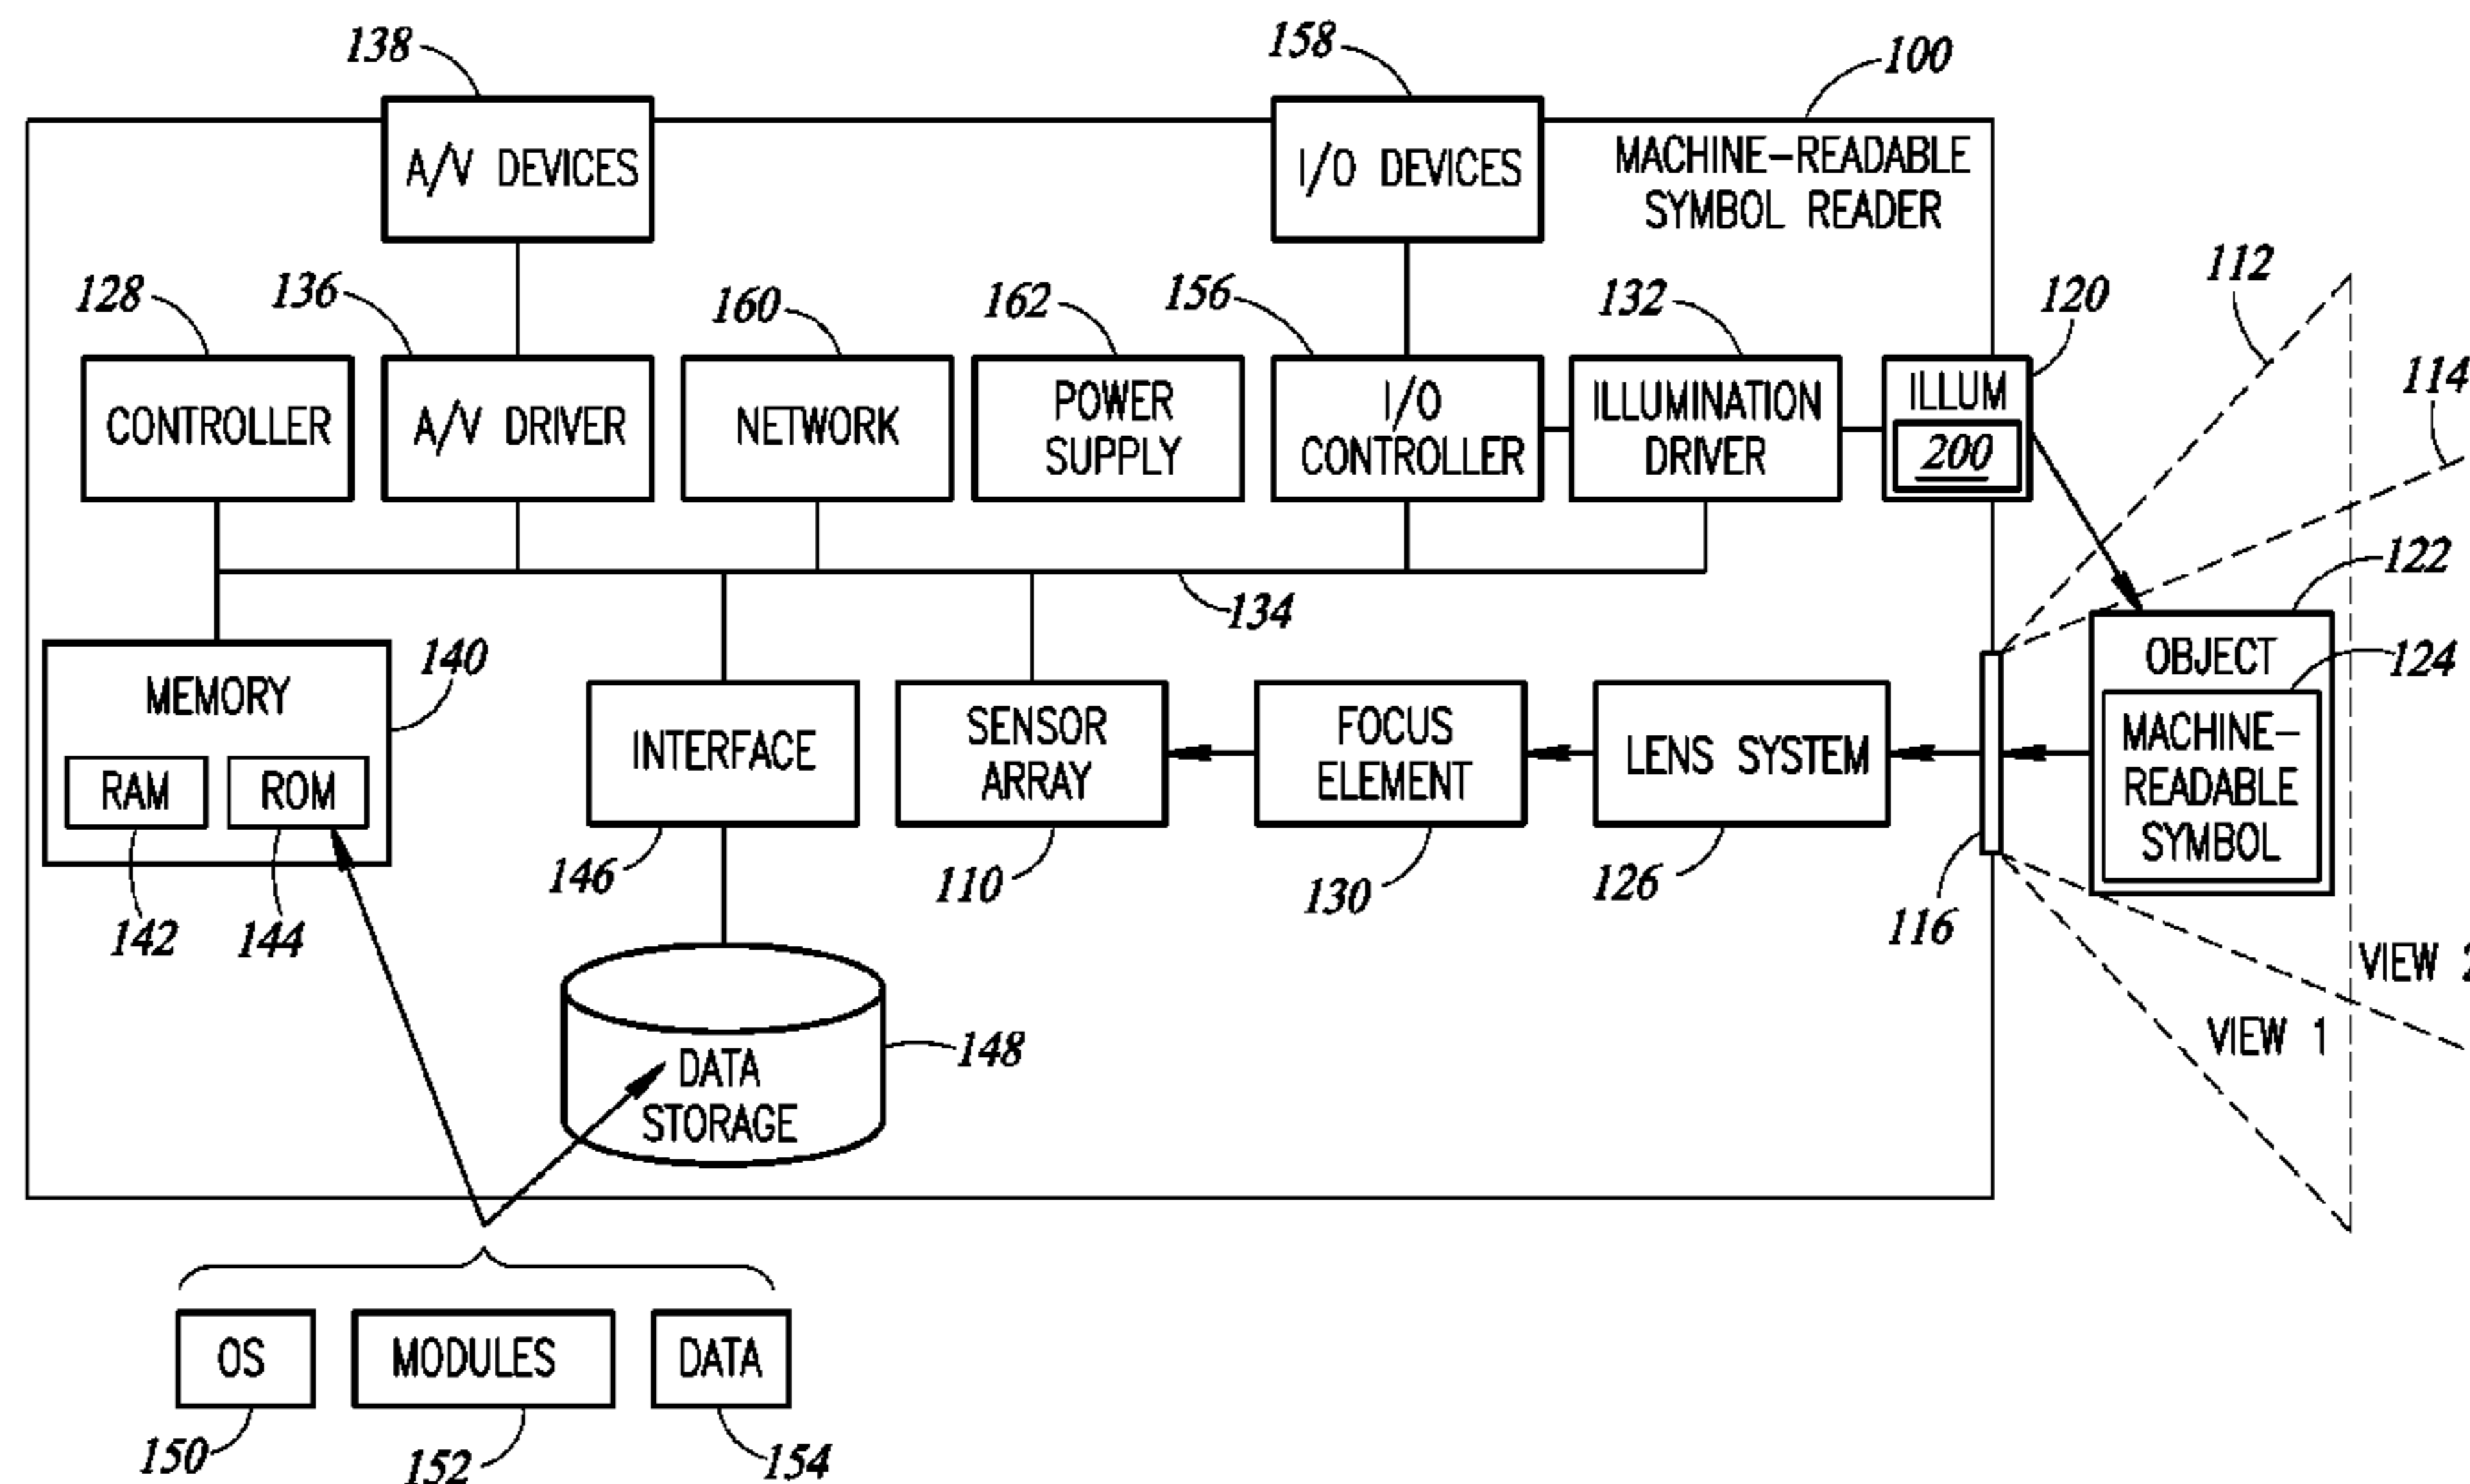 138
158
100
A/V DEVICES
I/O DEVICES
MACHINE-READABLE
SYMBOL READER
128
136
160
162
156
132
120
112
114
CONTROLLER
A/V DRIVER
NETWORK
POWER
SUPPLY
I/O
CONTROLLER
ILLUMINATION
DRIVER
ILLUM
200
134
122
MEMORY
140
RAM
ROM
142
144
INTERFACE
146
SENSOR
ARRAY
110
FOCUS
ELEMENT
130
LENS SYSTEM
126
116
OBJECT
124
MACHINE-
READABLE
SYMBOL
VIEW 2
VIEW 1
DATA
STORAGE
148
OS
MODULES
DATA
150
152
154